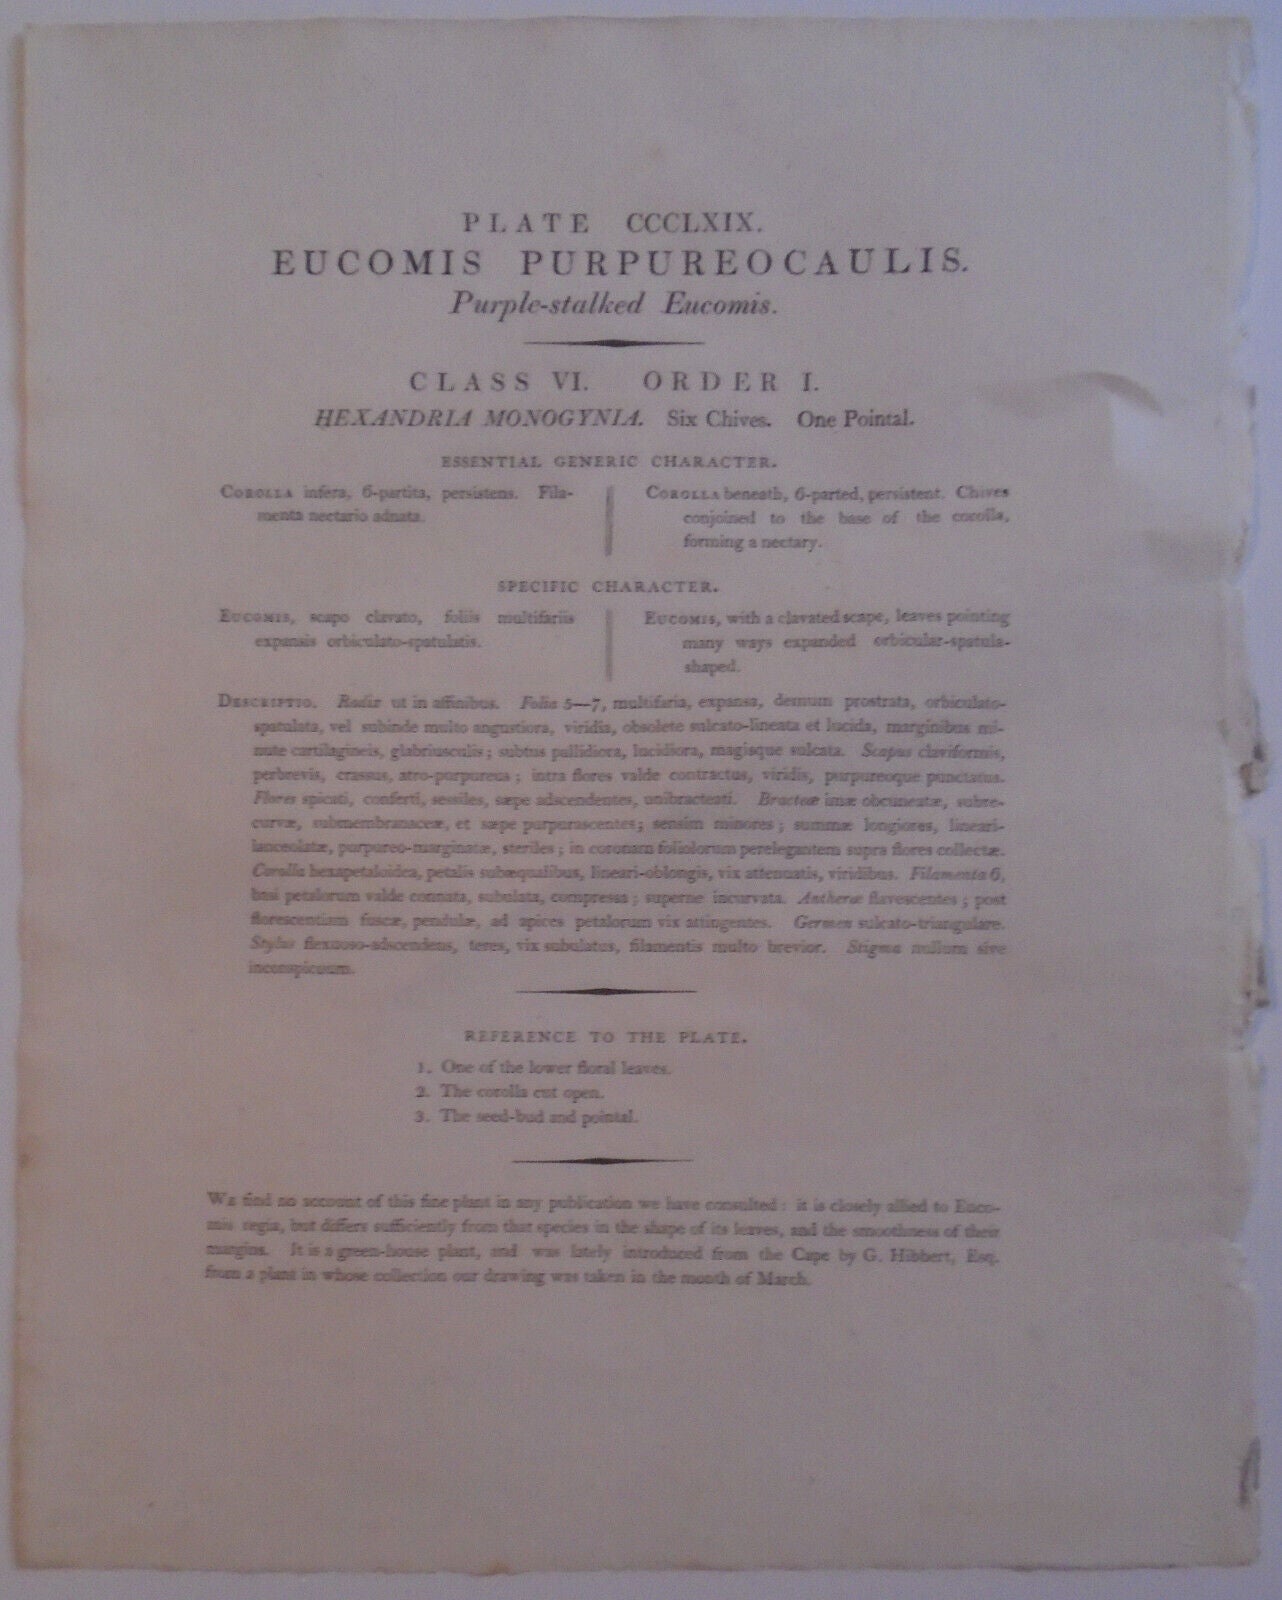 PLATE CCCLXIX.
EUCOMIS PURPUREOCAULIS.
Purple-stalked Eucomis.
CLASS VI. ORDER I.
HEXANDRIA MONOGYNIA. Six Chives. One Pointal.
ESSENTIAL GENERIC CHARACTER.
COROLLA infera, 6-partita, persistens. Fila-
menta nectario adnata.
COROLLA beneath, 6-parted, persistent. Chives
conjoined to the base of the corolla,
forming a nectary.
SPECIFIC CHARACTER.
EUCOMIS, scapo clavato, foliis multifariis
expansis orbiculato-spatulatis.
EUCOMIS, with a clavated scape, leaves pointing
many ways expanded orbicular-spatula-
shaped.
DESCRIPTIO. Radix ut in affinibus. Folia 5—7, multifaria, expansa, demum prostrata, orbiculato-
spatulata, vel subinde multo angustiora, viridia, obsolete sulcato-lineata et lucida, marginibus mi-
nute cartilagineis, glabriusculis; subtus pallidiora, lucidiora, magisque sulcata. Scapus claviformis,
perbrevis, crassus, atro-purpureus; intra flores valde contractus, viridis, purpureoque punctatus.
Flores spicati, conferti, sessiles, sæpe adscendentes, unibracteati. Bracteæ imæ obcuneatæ, subre-
curvæ, submembranaceæ, et sæpe purpurascentes; sensim minores; summæ longiores, lineari-
lanceolatæ, purpureo-marginatæ, steriles; in coronam foliolorum perelegantem supra flores collectæ.
Corolla hexapetaloidea, petalis subæqualibus, lineari-oblongis, vix attenuatis, viridibus. Filamenta 6,
basi petalorum valde connata, subulata, compressa; superne incurvata. Antheræ flavescentes; post
florescentium fuscæ, pendulæ, ad apices petalorum vix attingentes. Germen sulcato-triangulare.
Stylus flexuoso-adscendens, teres, vix subulatus, filamentis multo brevior. Stigma nullum sive
inconspicuum.
REFERENCE TO THE PLATE.
1. One of the lower floral leaves.
2. The corolla cut open.
3. The seed-bud and pointal.
WE find no account of this fine plant in any publication we have consulted: it is closely allied to Euco-
mis regia, but differs sufficiently from that species in the shape of its leaves, and the smoothness of their
margins. It is a green-house plant, and was lately introduced from the Cape by G. Hibbert, Esq.
from a plant in whose collection our drawing was taken in the month of March.